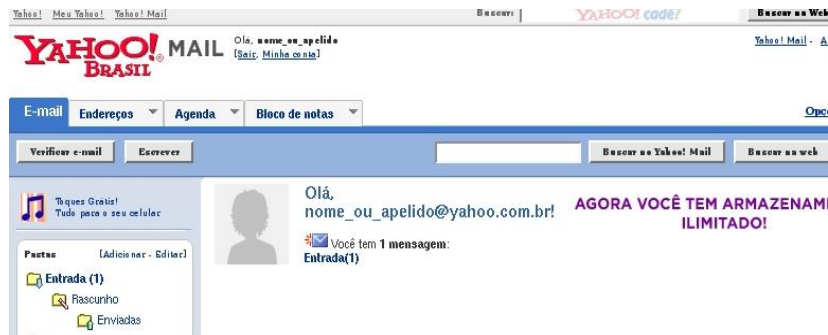 Yahoo! Meu Yahoo! Yahoo! Mail Buscar: YAHOO! code? Buscar na Web
YAHOO! MAIL
BRASIL
Olá, nome_ou_apelido
[Sair, Minha conta]
Yahoo! Mail - A
E-mail Endereços Agenda Bloco de notas Opç
Verificar e-mail Escrever Buscar no Yahoo! Mail Buscar na web
Toques Gratis!
Tudo para o seu celular
Pastas [Adicionar - Editar]
Entrada (1)
Rascunho
Enviadas
Olá,
nome_ou_apelido@yahoo.com.br!
Você tem 1 mensagem:
Entrada(1)
AGORA VOCÊ TEM ARMAZENAM
ILIMITADO!